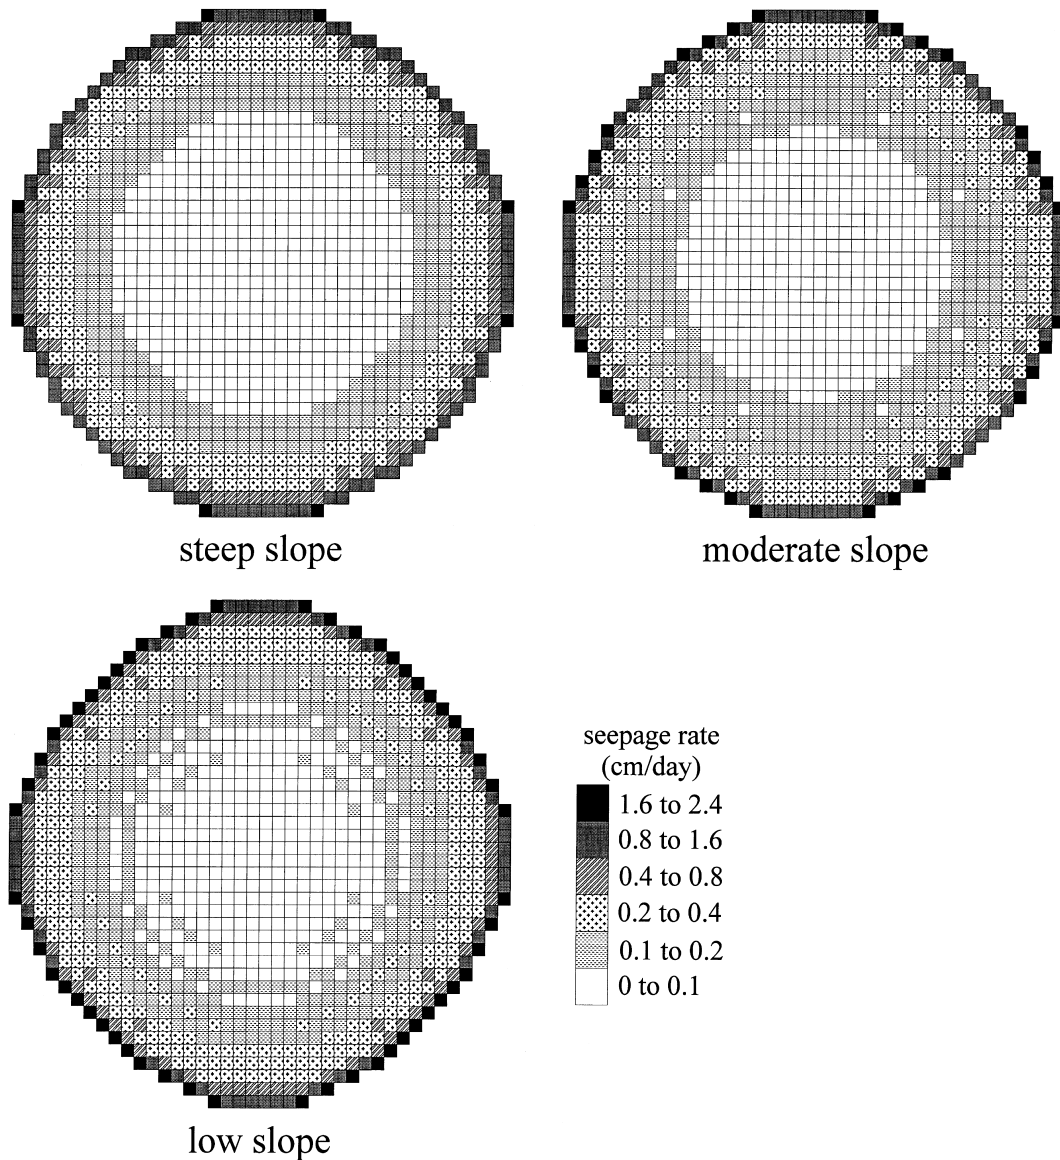 steep slope
moderate slope
seepage rate
(cm/day)
1.6 to 2.4
0.8 to 1.6
0.4 to 0.8
0.2 to 0.4
0.1 to 0.2
0 to 0.1
low slope